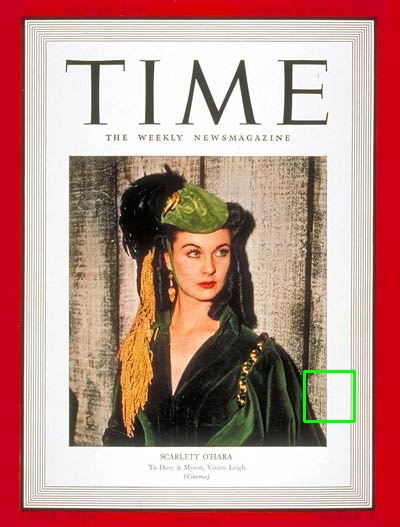 TIME
THE WEEKLY NEWSMAGAZINE
SCARLETT O'HARA
To Dave & Myron, Vivien Leigh.
(Cinema)